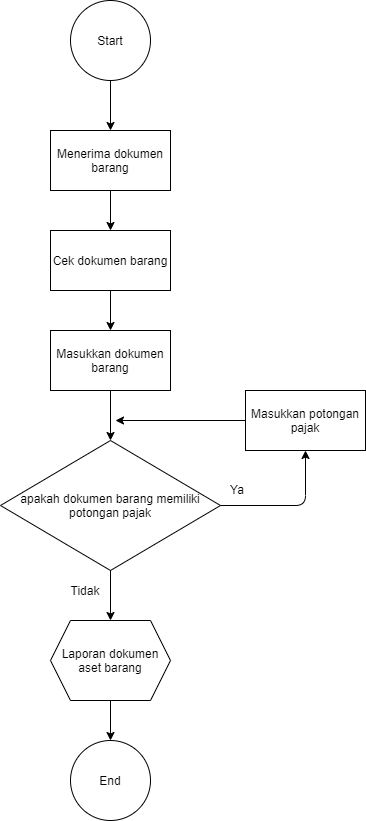 Start
Menerima dokumen
barang
Cek dokumen barang
Masukkan dokumen
barang
Masukkan potongan
pajak
apakah dokumen barang memiliki
potongan pajak
Ya
Tidak
Laporan dokumen
aset barang
End